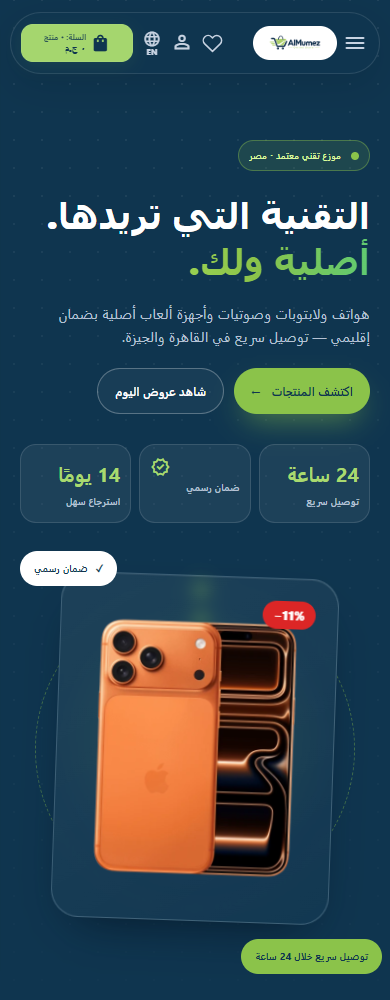 AlMumez
EN
السلة: ٠ منتج
٠ ج.م
موزع تقني معتمد - مصر
التقنية التي تريدها.
أصلية ولك.
هواتف ولابتوبات وصوتيات وأجهزة ألعاب أصلية بضمان
إقليمي — توصيل سريع في القاهرة والجيزة.
اكتشف المنتجات ←
شاهد عروض اليوم
24 ساعة
توصيل سريع
ضمان رسمي
14 يومًا
استرجاع سهل
✓ ضمان رسمي
−11%
توصيل سريع خلال 24 ساعة